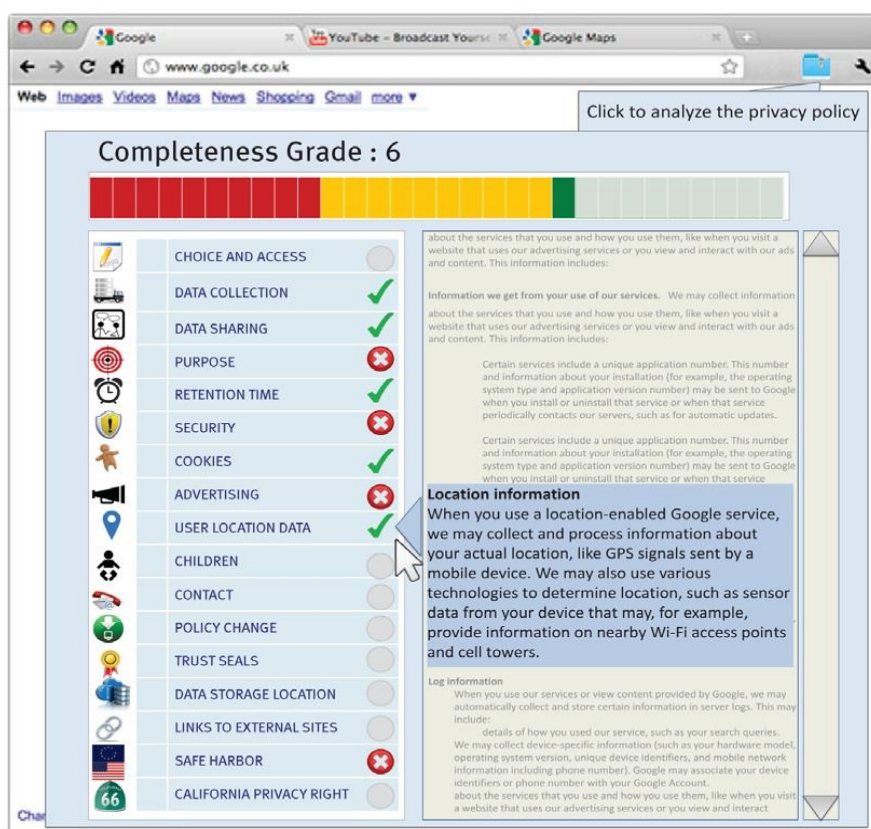 Google
YouTube - Broadcast Yourse
Google Maps
www.google.co.uk
Web Images Videos Maps News Shopping Gmail more ▼
Click to analyze the privacy policy
Completeness Grade : 6
CHOICE AND ACCESS
DATA COLLECTION
DATA SHARING
PURPOSE
RETENTION TIME
SECURITY
COOKIES
ADVERTISING
USER LOCATION DATA
CHILDREN
CONTACT
POLICY CHANGE
TRUST SEALS
DATA STORAGE LOCATION
LINKS TO EXTERNAL SITES
SAFE HARBOR
66
CALIFORNIA PRIVACY RIGHT
about the services that you use and how you use them, like when you visit a
website that uses our advertising services or you view and interact with our ads
and content. This information includes:
Information we get from your use of our services. We may collect information
about the services that you use and how you use them, like when you visit a
website that uses our advertising services or you view and interact with our ads
and content. This information includes:
Certain services include a unique application number. This number
and information about your installation (for example, the operating
system type and application version number) may be sent to Google
when you install or uninstall that service or when that service
periodically contacts our servers, such as for automatic updates.
Certain services include a unique application number. This number
and information about your installation (for example, the operating
system type and application version number) may be sent to Google
when you install or uninstall that service or when that service
Location information
When you use a location-enabled Google service,
we may collect and process information about
your actual location, like GPS signals sent by a
mobile device. We may also use various
technologies to determine location, such as sensor
data from your device that may, for example,
provide information on nearby Wi-Fi access points
and cell towers.
Log information
When you use our services or view content provided by Google, we may
automatically collect and store certain information in server logs. This may
include:
details of how you used our service, such as your search queries.
We may collect device-specific information (such as your hardware model,
operating system version, unique device identifiers, and mobile network
information including phone number). Google may associate your device
identifiers or phone number with your Google Account.
about the services that you use and how you use them, like when you visit
a website that uses our advertising services or you view and interact
Char